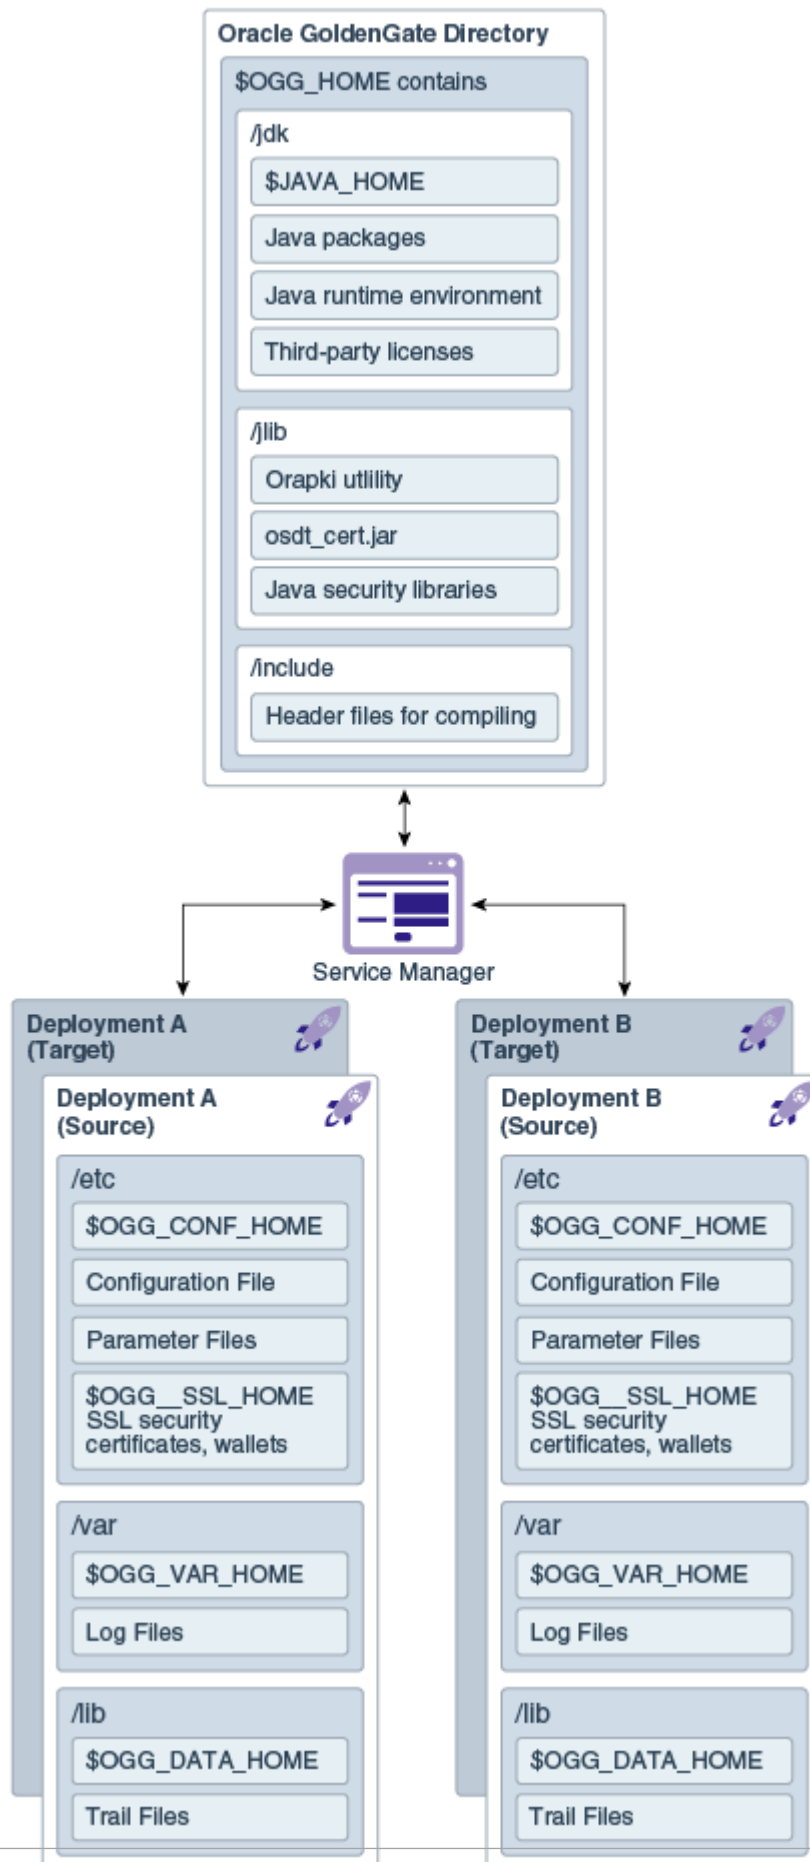 Oracle GoldenGate Directory
$OGG_HOME contains
/jdk
$JAVA_HOME
Java packages
Java runtime environment
Third-party licenses
/jlib
Orapki utlility
osdt_cert.jar
Java security libraries
/include
Header files for compiling
Service Manager
Deployment A
(Target)
Deployment A
(Source)
/etc
$OGG_CONF_HOME
Configuration File
Parameter Files
$OGG__SSL_HOME
SSL security
certificates, wallets
/var
$OGG_VAR_HOME
Log Files
/lib
$OGG_DATA_HOME
Trail Files
Deployment B
(Target)
Deployment B
(Source)
/etc
$OGG_CONF_HOME
Configuration File
Parameter Files
$OGG__SSL_HOME
SSL security
certificates, wallets
/var
$OGG_VAR_HOME
Log Files
/lib
$OGG_DATA_HOME
Trail Files